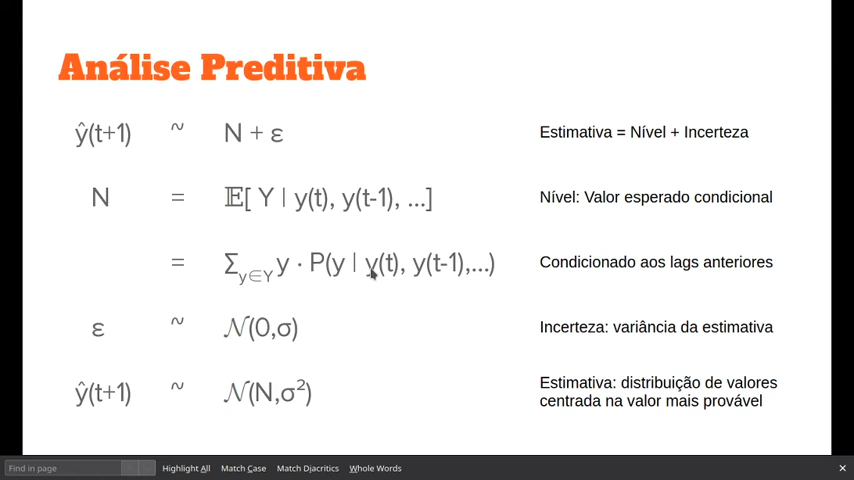 Análise Preditiva
ŷ(t+1) ~ N + ε Estimativa = Nível + Incerteza
N = 𝔼[ Y | y(t), y(t-1), ...] Nível: Valor esperado condicional
= Σy∈Y y · P(y | y(t), y(t-1),...) Condicionado aos lags anteriores
ε ~ 𝒩(0,σ) Incerteza: variância da estimativa
ŷ(t+1) ~ 𝒩(N,σ²) Estimativa: distribuição de valores
centrada na valor mais provável
Find in page Highlight All Match Case Match Diacritics Whole Words